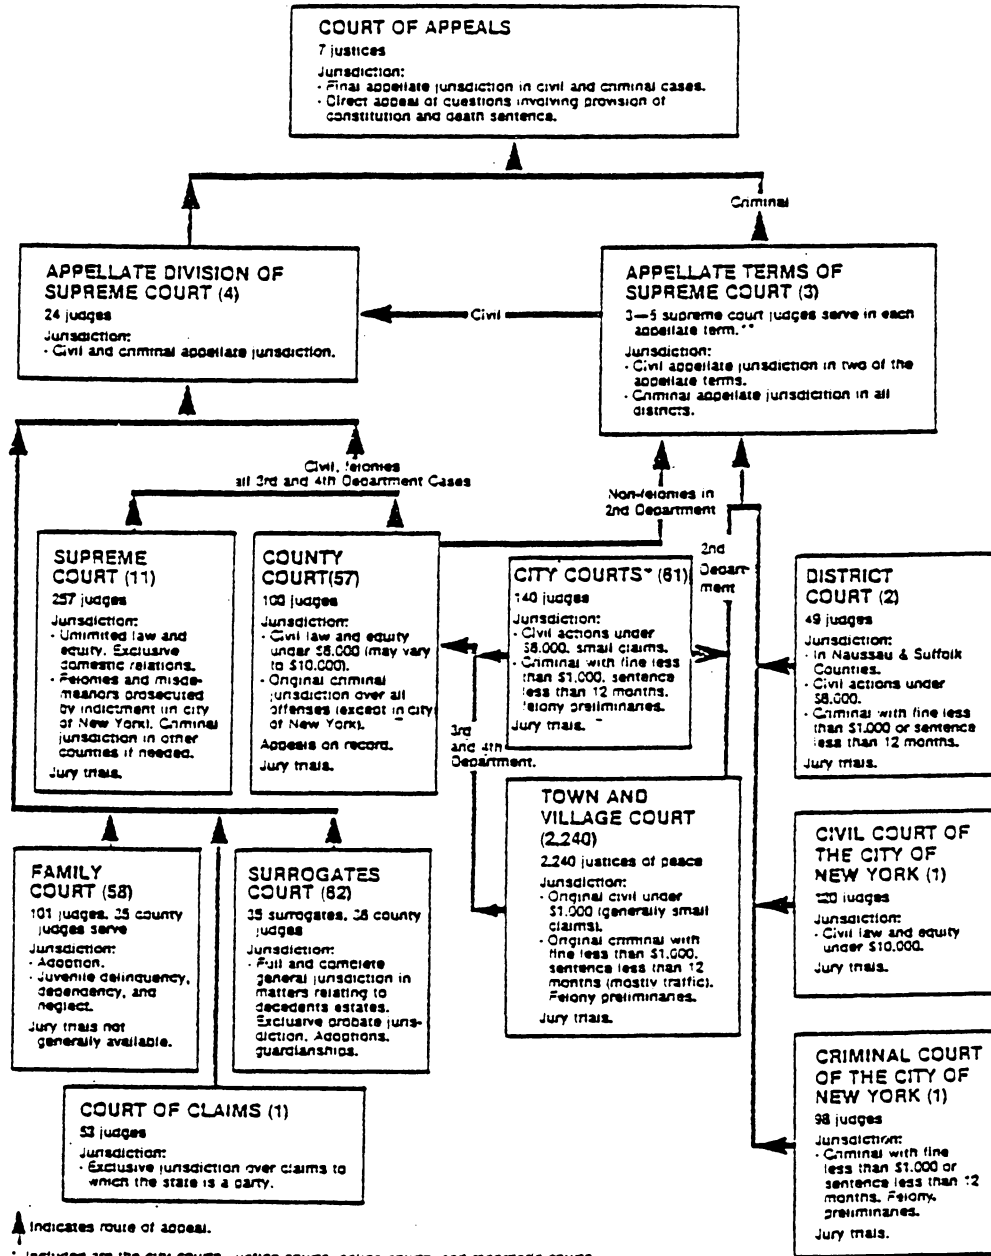 COURT OF APPEALS
7 justices
Jurisdiction:
· Final appellate jurisdiction in civil and criminal cases.
· Direct appeal of questions involving provision of
constitution and death sentence.
Criminal
APPELLATE DIVISION OF
SUPREME COURT (4)
24 judges
Jurisdiction:
· Civil and criminal appellate jurisdiction.
Civil
APPELLATE TERMS OF
SUPREME COURT (3)
3—5 supreme court judges serve in each
appellate term.**
Jurisdiction:
· Civil appellate jurisdiction in two of the
appellate terms.
· Criminal appellate jurisdicition in all
districts.
Civil, felonies
all 3rd and 4th Department Cases
Non-felonies in
2nd Department
SUPREME
COURT (11)
257 judges
Jurisdiction:
· Unlimited law and
equity. Exclusive
domestic relations.
· Felonies and misde-
meanors prosecuted
by indictment (in city
of New York). Criminal
jurisdiction in other
counties if needed.
Jury trials.
COUNTY
COURT(57)
100 judges
Jurisdiction:
· Civil law and equity
under $6,000 (may vary
to $10,000).
· Original criminal
jurisdiction over all
offenses (except in city
of New York).
Appeals on record.
Jury trials.
CITY COURTS* (61)
140 judges
Jurisdiction:
· Civil actions under
$6,000, small claims.
· Criminal with fine less
than $1,000, sentence
less than 12 months,
felony preliminaries.
Jury trials.
2nd
Depart-
ment
DISTRICT
COURT (2)
49 judges
Jurisdiction:
· In Naussau & Suffolk
Counties.
· Civil actions under
$6,000.
· Criminal with fine less
than $1,000 or sentence
less than 12 months.
Jury trials.
3rd
and 4th
Department.
TOWN AND
VILLAGE COURT
(2,240)
2,240 justices of peace
Jurisdiction:
· Original civil under
$1,000 (generally small
claims).
· Original criminal with
fine less than $1,000,
sentence less than 12
months (mostly traffic).
Felony preliminaries.
Jury trials.
CIVIL COURT OF
THE CITY OF
NEW YORK (1)
120 judges
Jurisdiction:
· Civil law and equity
under $10,000.
Jury trials.
FAMILY
COURT (58)
101 judges, 35 county
judges serve
Jurisdiction:
· Adoption.
· Juvenile delinquency,
dependency, and
neglect.
Jury trials not
generally available.
SURROGATES
COURT (62)
35 surrogates, 38 county
judges
Jurisdiction:
· Full and complete
general jurisdiction in
matters relating to
decedents estates.
Exclusive probate juris-
diction. Adoptions,
guardianships.
CRIMINAL COURT
OF THE CITY OF
NEW YORK (1)
98 judges
Jurisdiction:
· Criminal with fine
less than $1,000 or
sentence less than 12
months. Felony,
preliminaries.
Jury trials.
COURT OF CLAIMS (1)
53 judges
Jurisdiction:
· Exclusive jurisdiction over claims to
which the state is a party.
Indicates route of appeal.